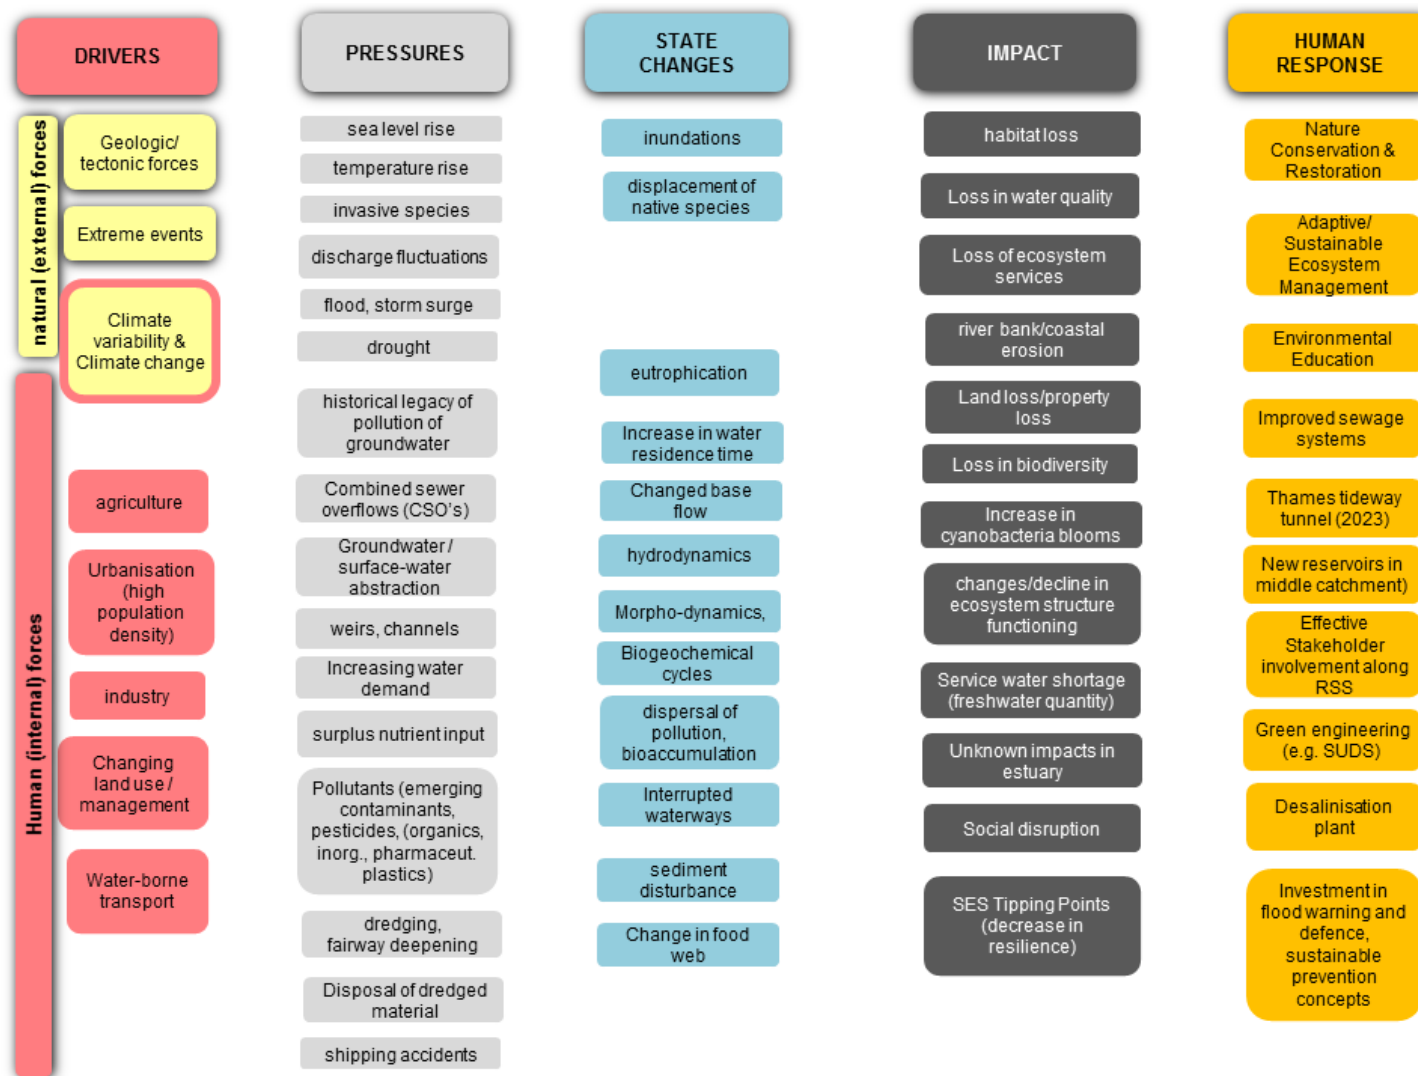 DRIVERS
natural (external) forces
Geologic/
tectonic forces
Extreme events
Climate
variability &
Climate change
Human (internal) forces
agriculture
Urbanisation
(high
population
density)
industry
Changing
land use /
management
Water-borne
transport
PRESSURES
sea level rise
temperature rise
invasive species
discharge fluctuations
flood, storm surge
drought
historical legacy of
pollution of
groundwater
Combined sewer
overflows (CSO's)
Groundwater /
surface-water
abstraction
weirs, channels
Increasing water
demand
surplus nutrient input
Pollutants (emerging
contaminants,
pesticides, (organics,
inorg., pharmaceut.
plastics)
dredging,
fairway deepening
Disposal of dredged
material
shipping accidents
STATE
CHANGES
inundations
displacement of
native species
eutrophication
Increase in water
residence time
Changed base
flow
hydrodynamics
Morpho-dynamics,
Biogeochemical
cycles
dispersal of
pollution,
bioaccumulation
Interrupted
waterways
sediment
disturbance
Change in food
web
IMPACT
habitat loss
Loss in water quality
Loss of ecosystem
services
river bank/coastal
erosion
Land loss/property
loss
Loss in biodiversity
Increase in
cyanobacteria blooms
changes/decline in
ecosystem structure
functioning
Service water shortage
(freshwater quantity)
Unknown impacts in
estuary
Social disruption
SES Tipping Points
(decrease in
resilience)
HUMAN
RESPONSE
Nature
Conservation &
Restoration
Adaptive/
Sustainable
Ecosystem
Management
Environmental
Education
Improved sewage
systems
Thames tideway
tunnel (2023)
New reservoirs in
middle catchment)
Effective
Stakeholder
involvement along
RSS
Green engineering
(e.g. SUDS)
Desalinisation
plant
Investment in
flood warning and
defence,
sustainable
prevention
concepts